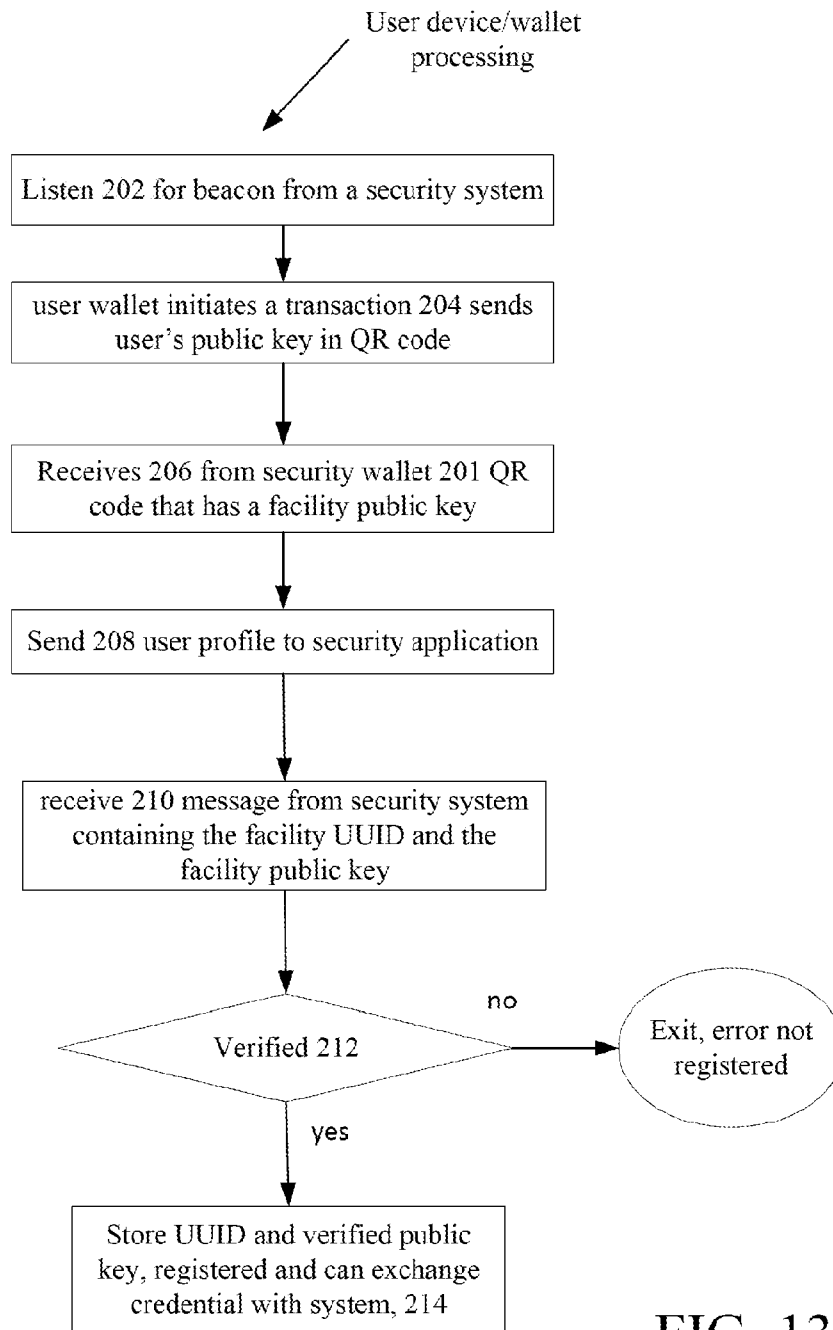 User device/wallet
processing
Listen 202 for beacon from a security system
user wallet initiates a transaction 204 sends
user's public key in QR code
Receives 206 from security wallet 201 QR
code that has a facility public key
Send 208 user profile to security application
receive 210 message from security system
containing the facility UUID and the
facility public key
Verified 212
no
Exit, error not
registered
yes
Store UUID and verified public
key, registered and can exchange
credential with system, 214
FIG. 13